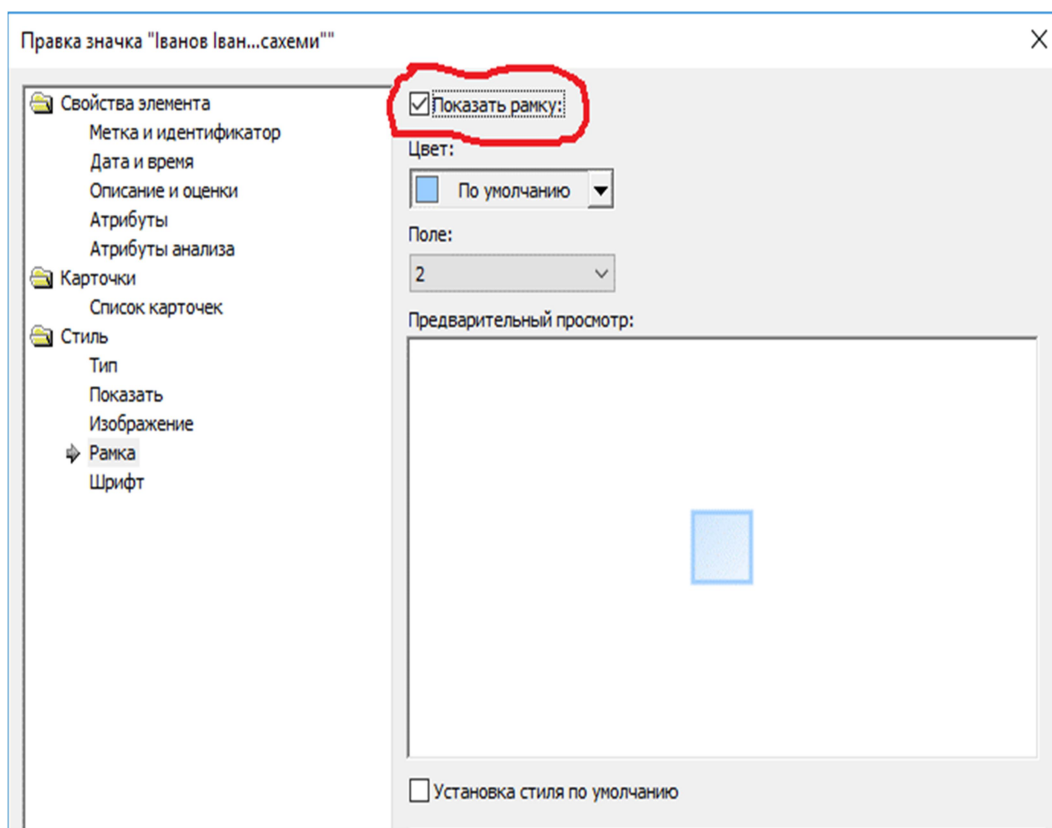 Правка значка "Іванов Іван...сахеми""
Свойства элемента
Метка и идентификатор
Дата и время
Описание и оценки
Атрибуты
Атрибуты анализа
Карточки
Список карточек
Стиль
Тип
Показать
Изображение
Рамка
Шрифт
Показать рамку:
Цвет:
По умолчанию
Поле:
2
Предварительный просмотр:
Установка стиля по умолчанию